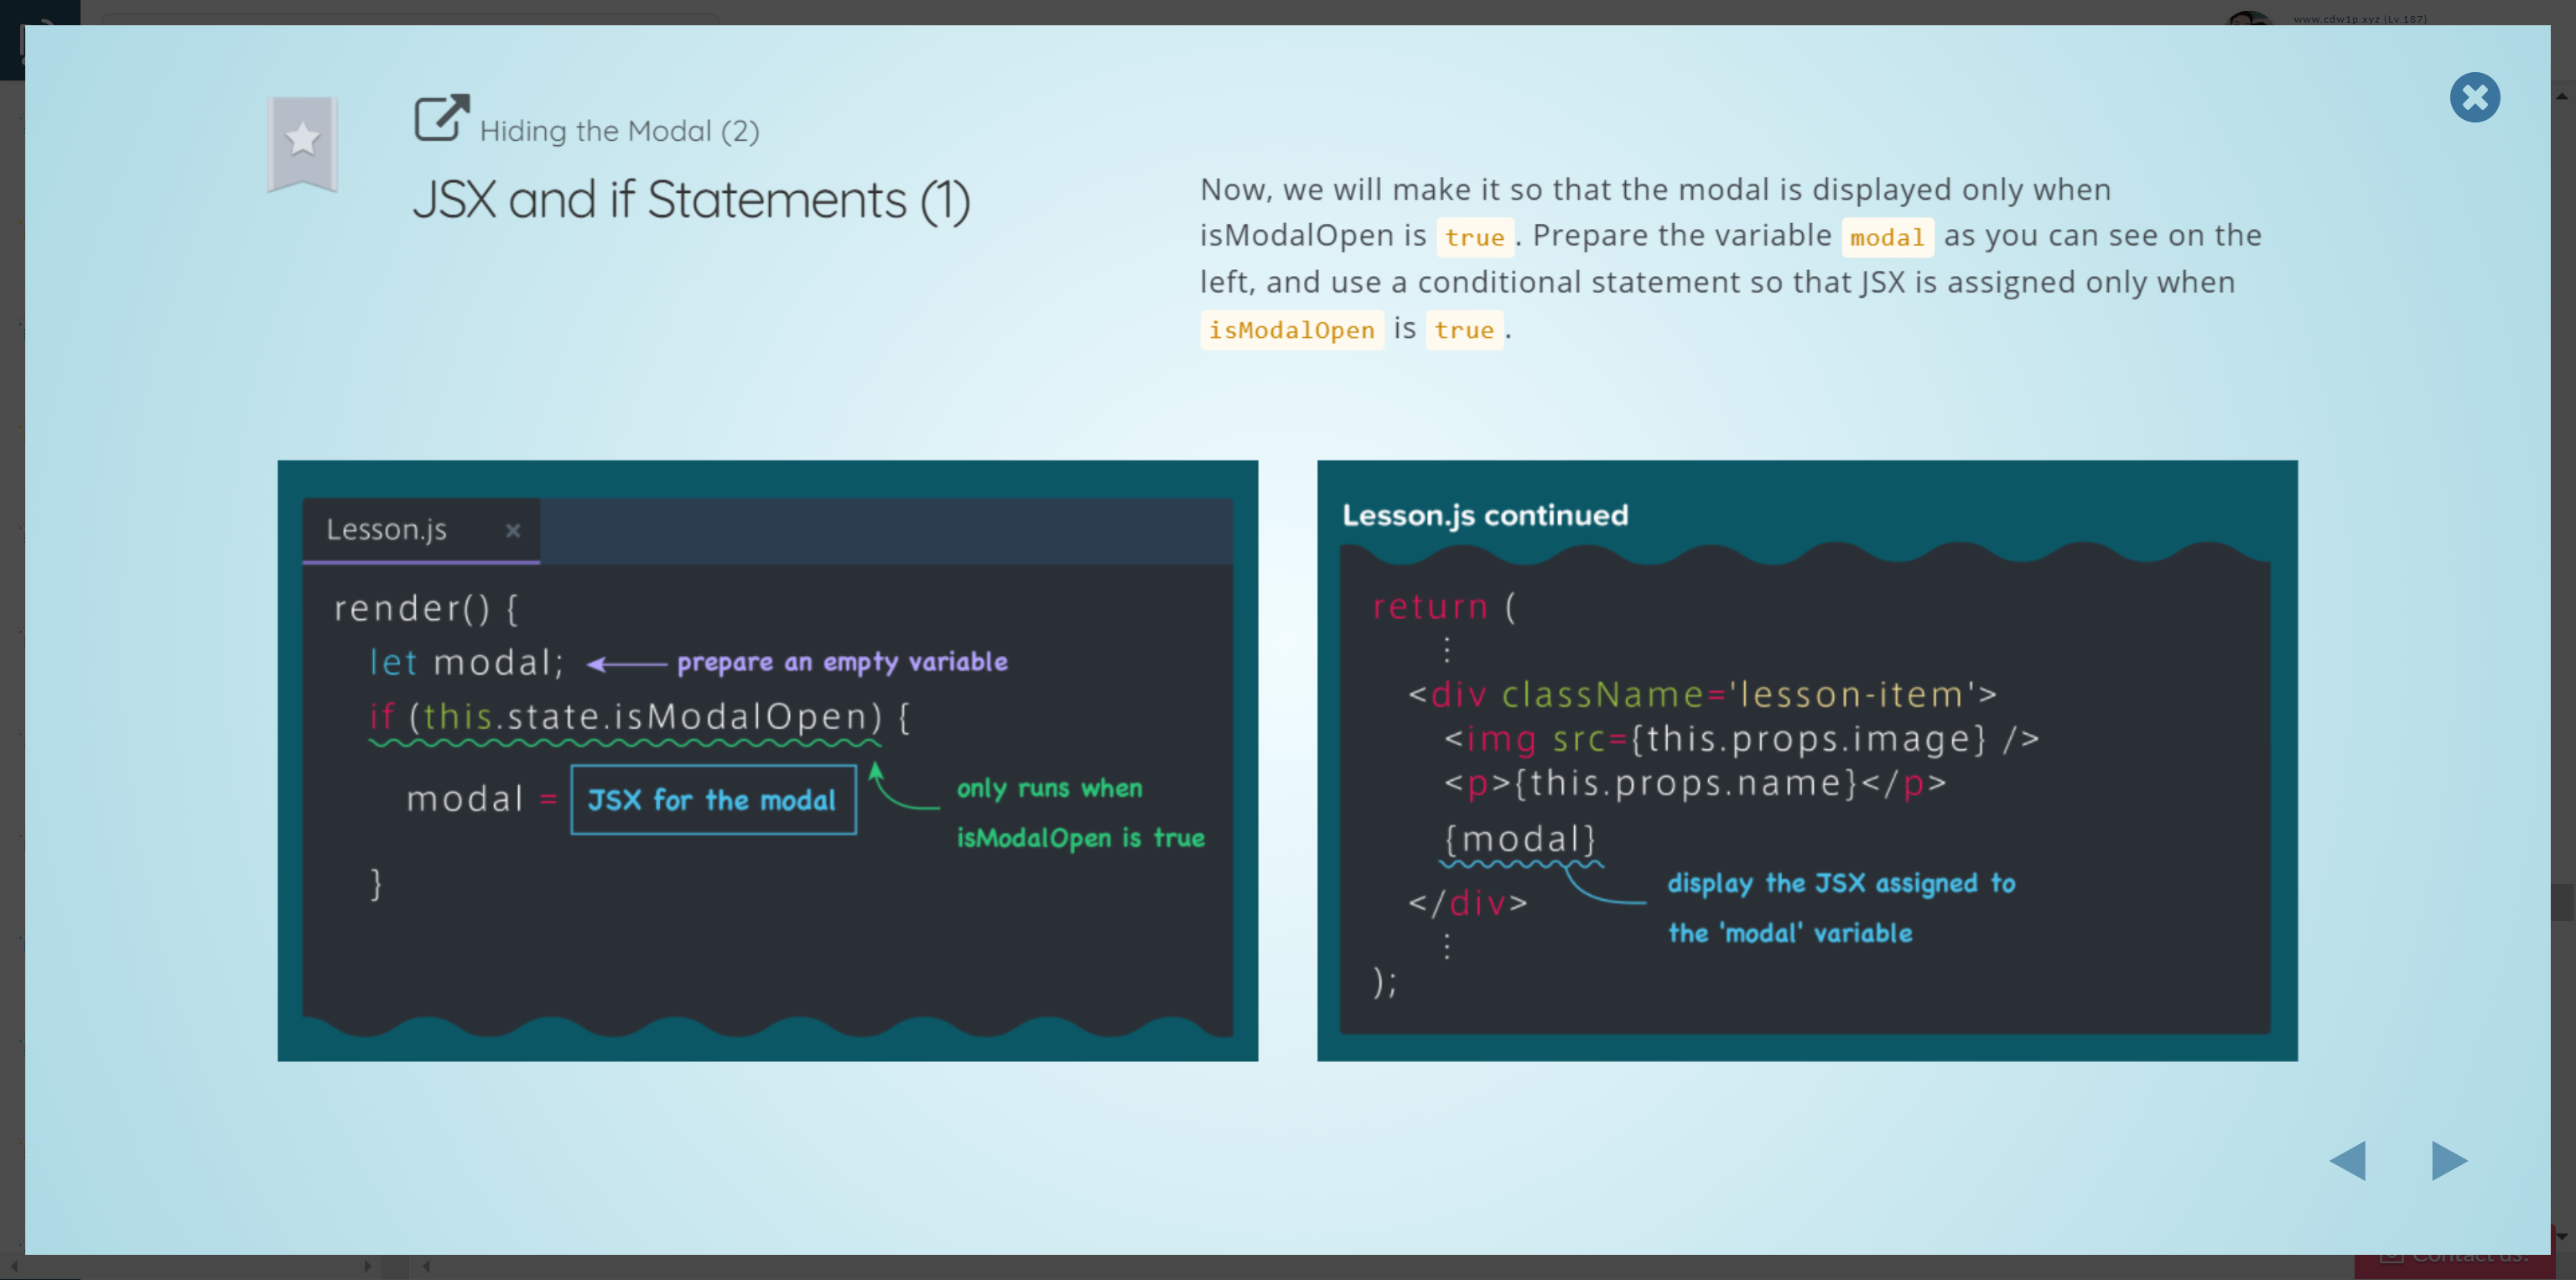 www.cdw1p.xyz (Lv.187)
Hiding the Modal (2)
JSX and if Statements (1)
Now, we will make it so that the modal is displayed only when
isModalOpen is true. Prepare the variable modal as you can see on the
left, and use a conditional statement so that JSX is assigned only when
isModalOpen is true.
Lesson.js ×
render() {
let modal; prepare an empty variable
if (this.state.isModalOpen) {
modal = JSX for the modal
only runs when
isModalOpen is true
}
Lesson.js continued
return (
⋮
<div className='lesson-item'>
<img src={this.props.image} />
<p>{this.props.name}</p>
{modal}
display the JSX assigned to
the 'modal' variable
</div>
⋮
);
Contact us!